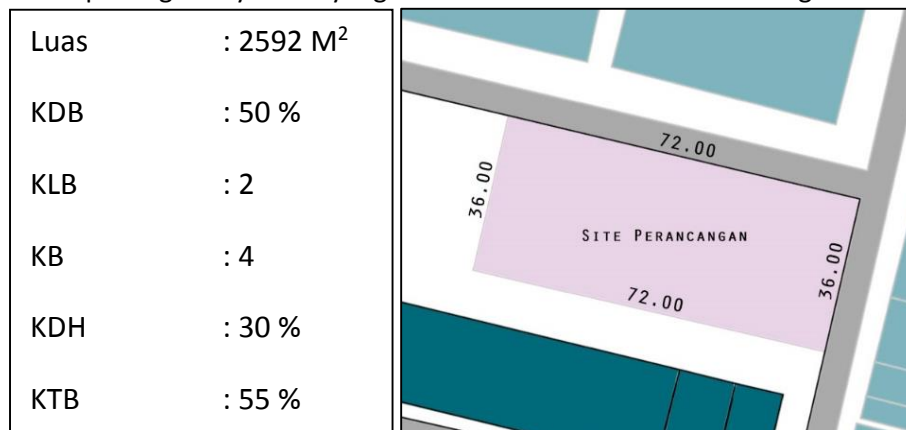 Luas : 2592 M²
KDB : 50 %
KLB : 2
KB : 4
KDH : 30 %
KTB : 55 %
72.00
36.00
SITE PERANCANGAN
36.00
72.00